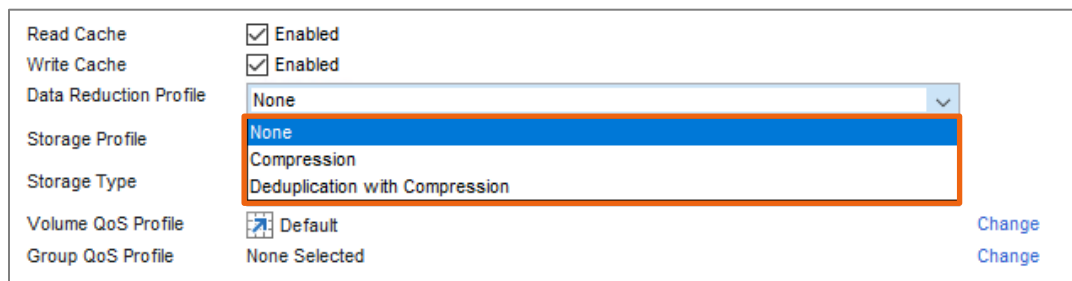 Read Cache Enabled
Write Cache Enabled
Data Reduction Profile None
None
Storage Profile
Compression
Storage Type
Deduplication with Compression
Volume QoS Profile Default Change
Group QoS Profile None Selected Change